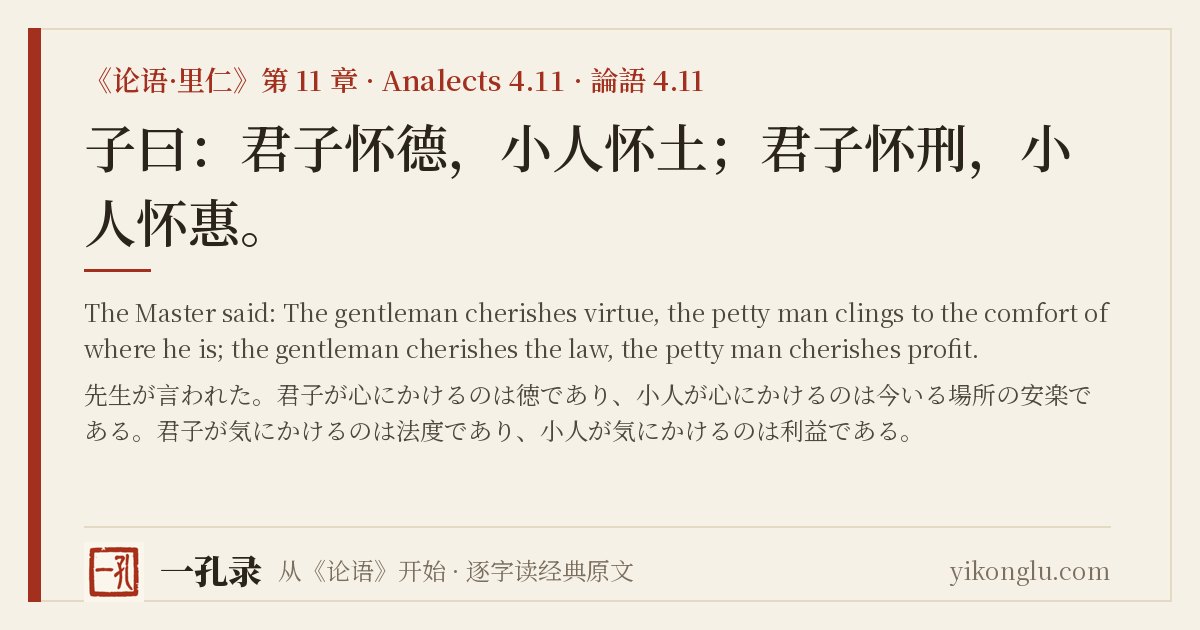 《论语·里仁》第 11 章 · Analects 4.11 · 論語 4.11
子曰：君子怀德，小人怀土；君子怀刑，小
人怀惠。
The Master said: The gentleman cherishes virtue, the petty man clings to the comfort of
where he is; the gentleman cherishes the law, the petty man cherishes profit.
先生が言われた。君子が心にかけるのは徳であり、小人が心にかけるのは今いる場所の安楽で
ある。君子が気にかけるのは法度であり、小人が気にかけるのは利益である。
一孔
一孔录 从《论语》开始 · 逐字读经典原文 yikonglu.com